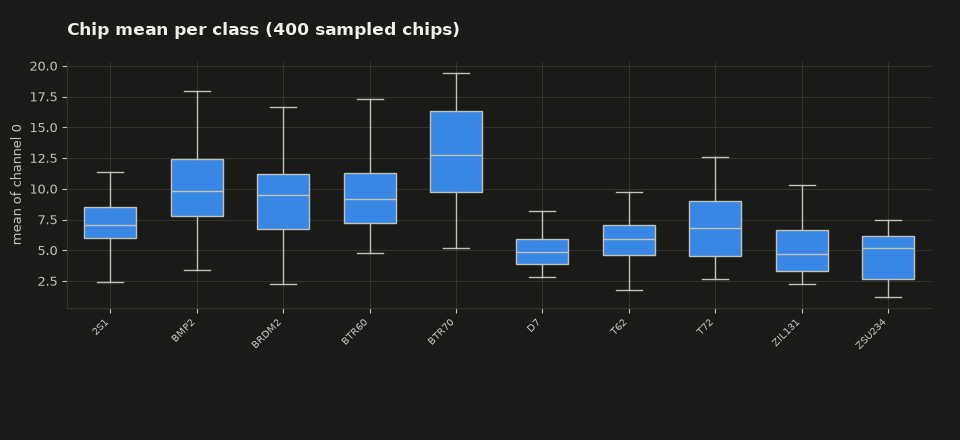 Chip mean per class (400 sampled chips)
mean of channel 0
20.0
17.5
15.0
12.5
10.0
7.5
5.0
2.5
2S1
BMP2
BRDM2
BTR60
BTR70
D7
T62
T72
ZIL131
ZSU234